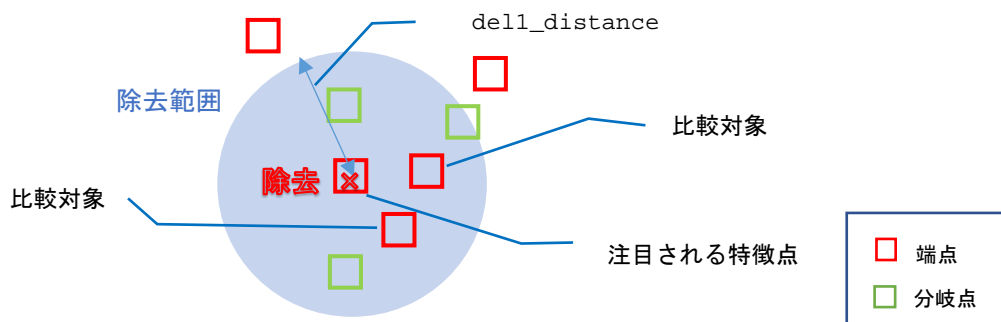 del1_distance
除去範囲
比較対象
除去
比較対象
注目される特徴点
端点
分岐点